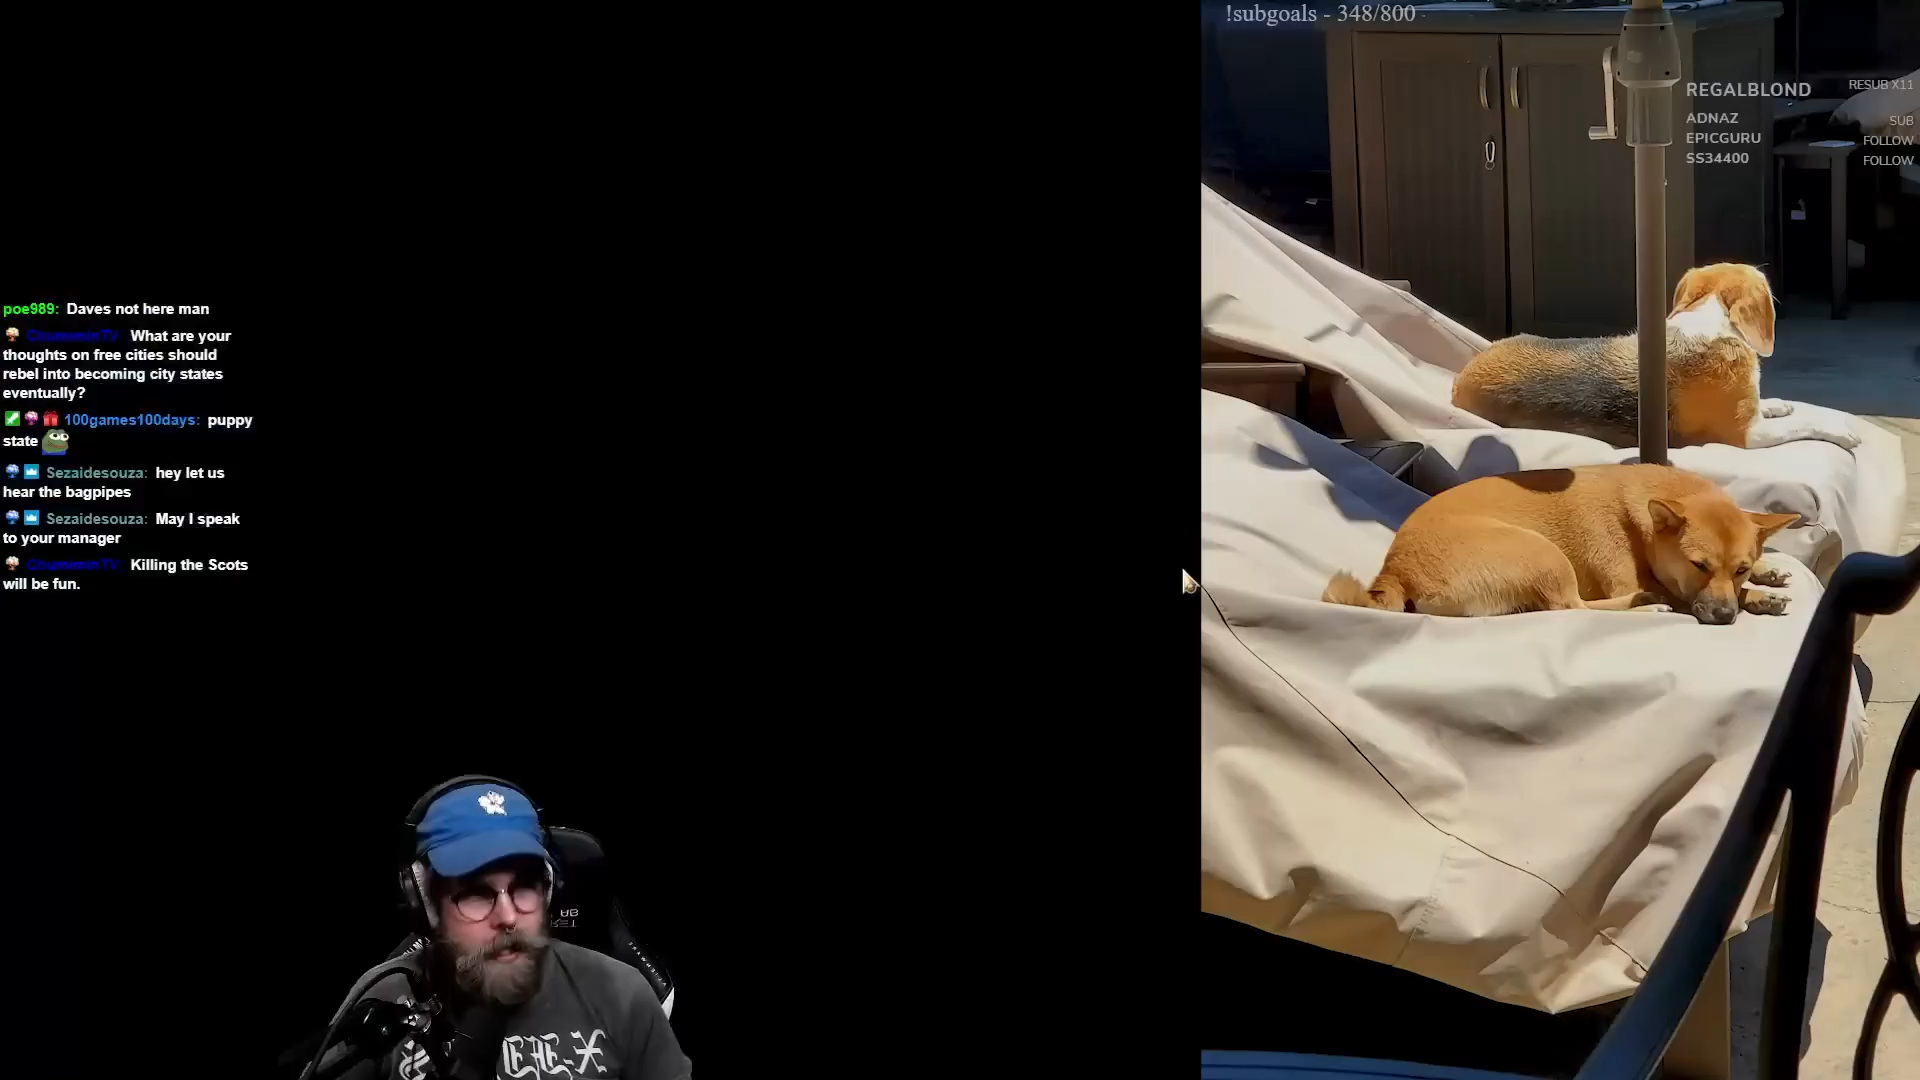 !subgoals - 348/800 -
REGALBLOND RESUB X11
ADNAZ SUB
EPICGURU FOLLOW
SS34400 FOLLOW
poe989: Daves not here man
What are your
thoughts on free cities should
rebel into becoming city states
eventually?
100games100days: puppy
state
Sezaidesouza: hey let us
hear the bagpipes
Sezaidesouza: May I speak
to your manager
Killing the Scots
will be fun.